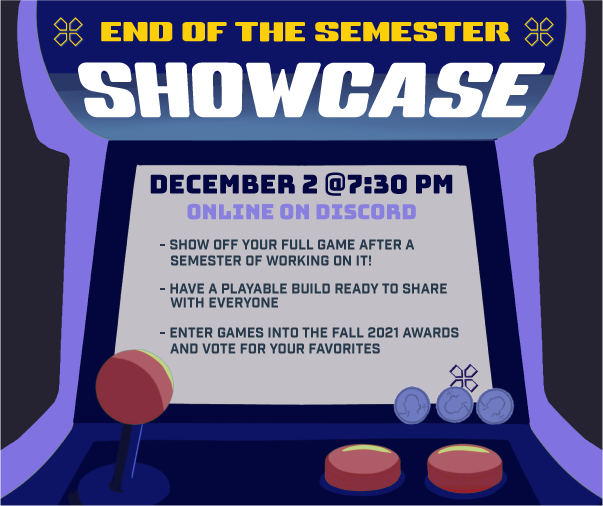 END OF THE SEMESTER
SHOWCASE
DECEMBER 2 @7:30 PM
ONLINE ON DISCORD
- SHOW OFF YOUR FULL GAME AFTER A
SEMESTER OF WORKING ON IT!
- HAVE A PLAYABLE BUILD READY TO SHARE
WITH EVERYONE
- ENTER GAMES INTO THE FALL 2021 AWARDS
AND VOTE FOR YOUR FAVORITES